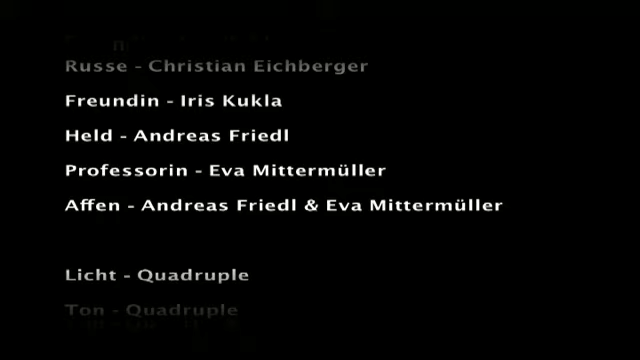 Russe - Christian Eichberger
Freundin - Iris Kukla
Held - Andreas Friedl
Professorin - Eva Mittermüller
Affen - Andreas Friedl & Eva Mittermüller
Licht - Quadruple
Ton - Quadruple